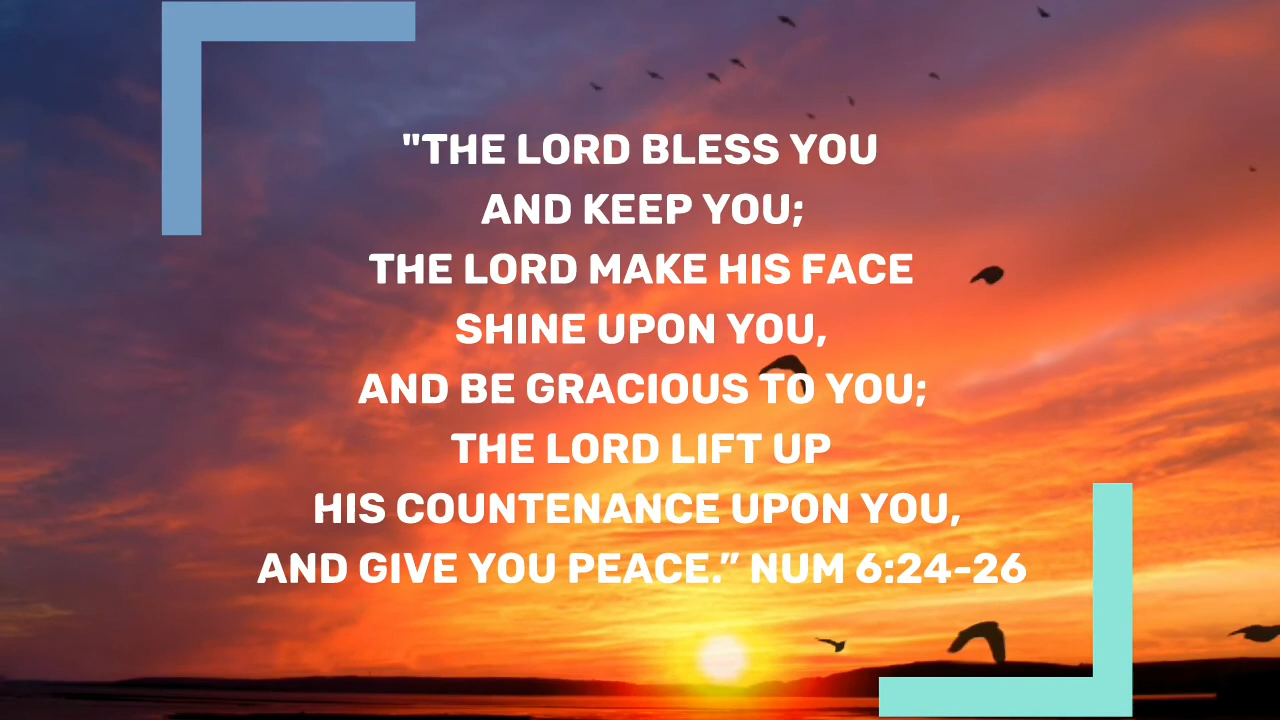 "THE LORD BLESS YOU
AND KEEP YOU;
THE LORD MAKE HIS FACE
SHINE UPON YOU,
AND BE GRACIOUS TO YOU;
THE LORD LIFT UP
HIS COUNTENANCE UPON YOU,
AND GIVE YOU PEACE.” NUM 6:24-26